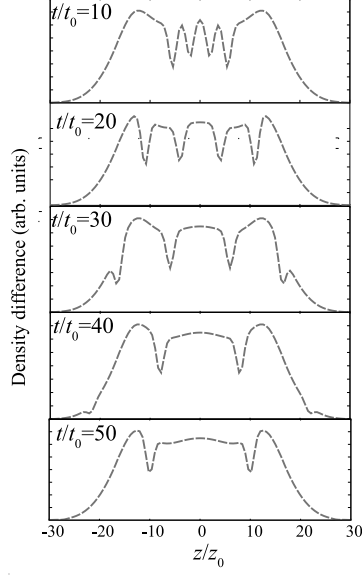 t/t0=10
t/t0=20
t/t0=30
t/t0=40
t/t0=50
Density difference (arb. units)
-30 -20 -10 0 10 20 30
z/z0